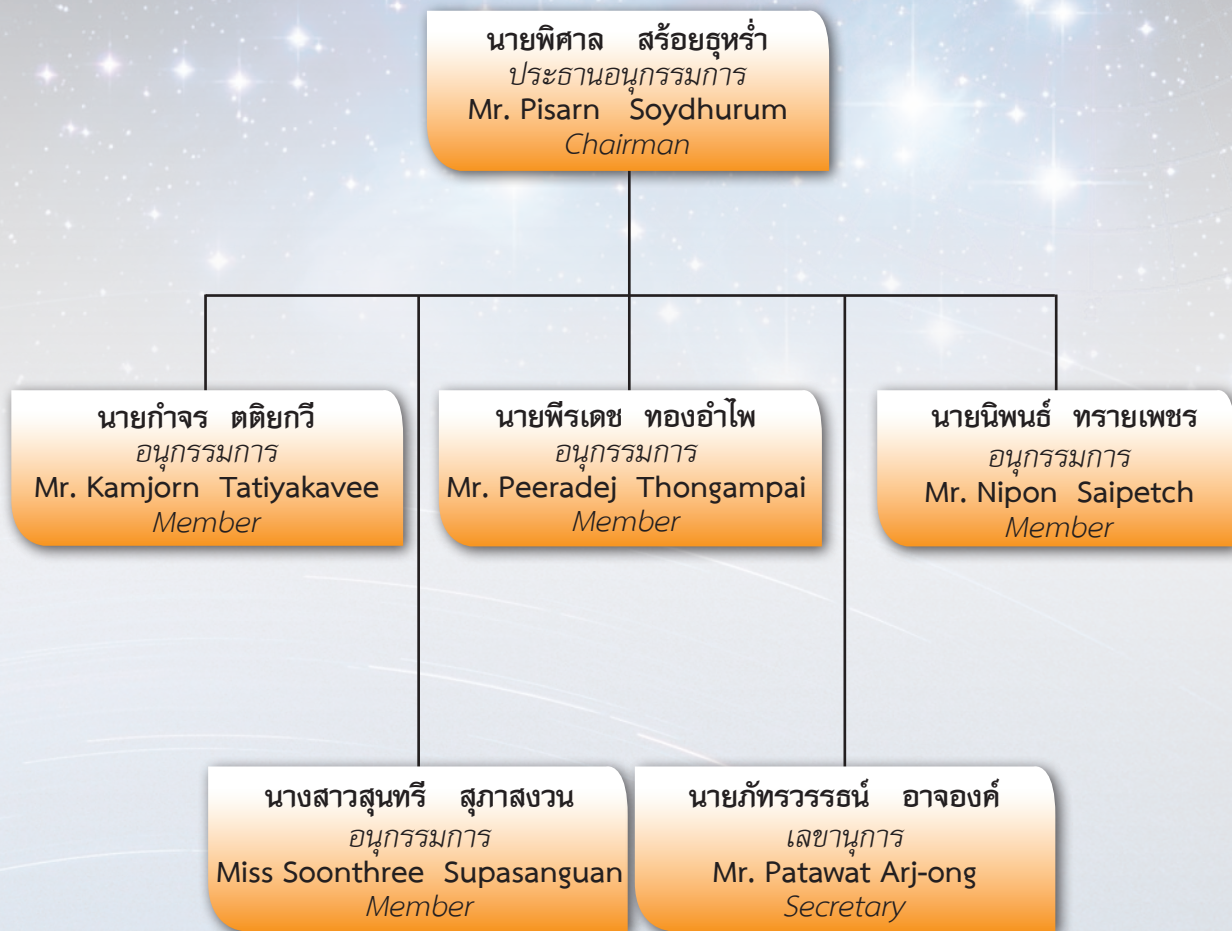 นายพิศาล สร้อยธุหร่ำ
ประธานอนุกรรมการ
Mr. Pisarn Soydhurum
Chairman
นายกำจร ตติยกวี
อนุกรรมการ
Mr. Kamjorn Tatiyakavee
Member
นายพีรเดช ทองอำไพ
อนุกรรมการ
Mr. Peeradej Thongampai
Member
นายนิพนธ์ ทรายเพชร
อนุกรรมการ
Mr. Nipon Saipetch
Member
นางสาวสุนทรี สุภาสงวน
อนุกรรมการ
Miss Soonthree Supasanguan
Member
นายภัทรวรรธน์ อาจองค์
เลขานุการ
Mr. Patawat Arj-ong
Secretary